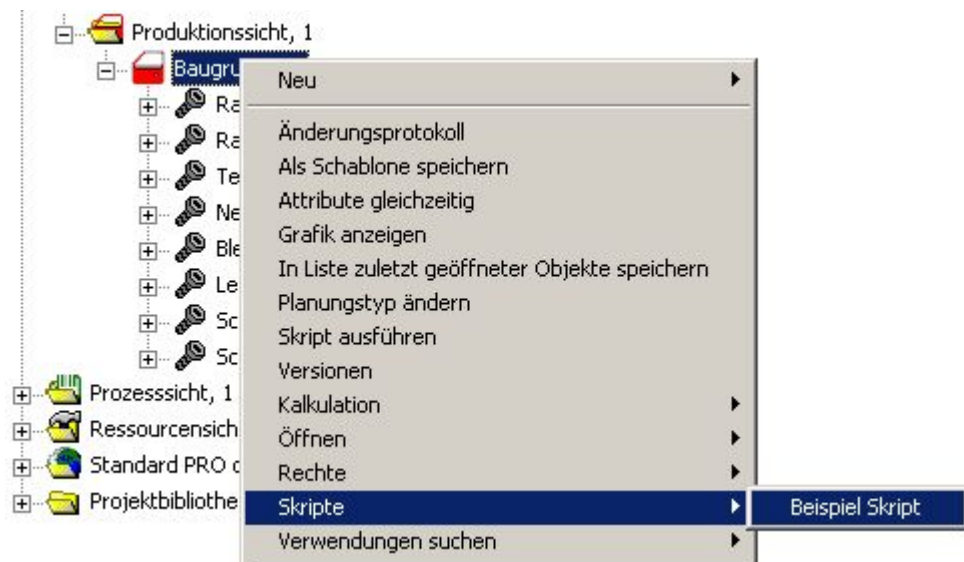 Produktionssicht, 1
Baugru
Neu
Ra
Änderungsprotokoll
Ra
Als Schablone speichern
Te
Attribute gleichzeitig
Ne
Grafik anzeigen
Ble
In Liste zuletzt geöffneter Objekte speichern
Le
Planungstyp ändern
Sc
Skript ausführen
Sc
Versionen
Prozesssicht, 1
Kalkulation
Ressourcensich
Öffnen
Standard PRO
Rechte
Projektbibliothe
Skripte
Beispiel Skript
Verwendungen suchen